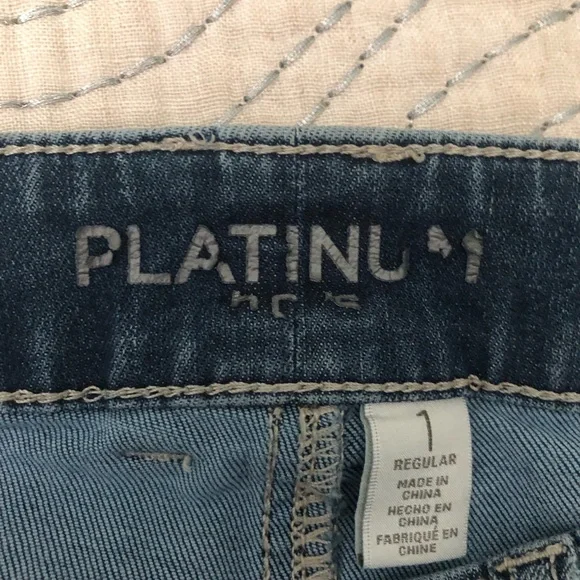 PLATINUM
1
REGULAR
MADE IN
CHINA
HECHO EN
CHINA
FABRIQUÉ EN
CHINE